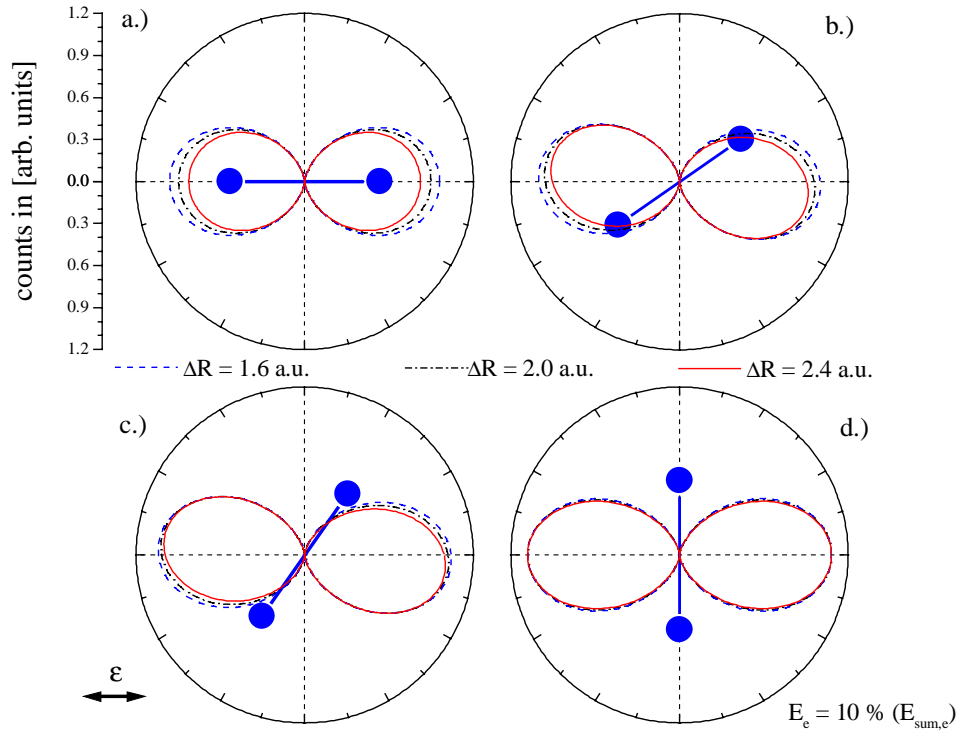 a.)
b.)
counts in [arb. units]
1.2
0.9
0.6
0.3
0.0
0.3
0.6
0.9
1.2
ΔR = 1.6 a.u.
ΔR = 2.0 a.u.
ΔR = 2.4 a.u.
c.)
d.)
ε
E_e = 10 % (E_sum,e)